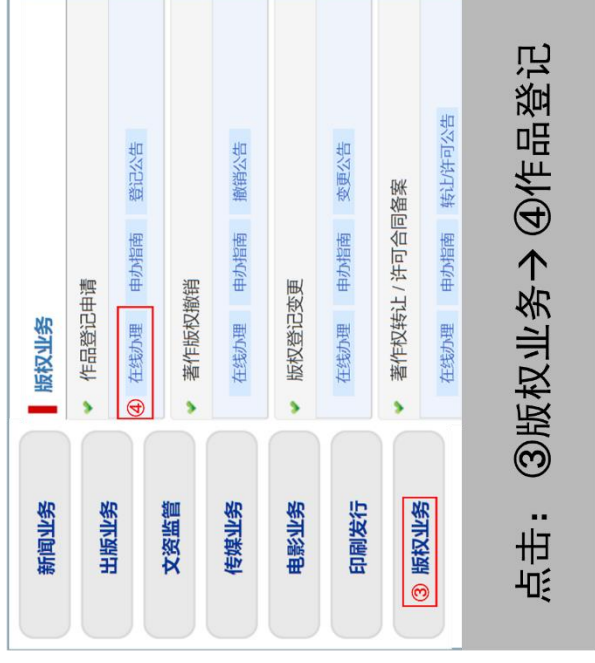 新闻业务
出版业务
文资监管
传媒业务
电影业务
印刷发行
③ 版权业务
版权业务
作品登记申请
④ 在线办理 申办指南 登记公告
著作版权撤销
在线办理 申办指南 撤销公告
版权登记变更
在线办理 申办指南 变更公告
著作权转让 / 许可合同备案
在线办理 申办指南 转让/许可公告
点击：③版权业务→④作品登记